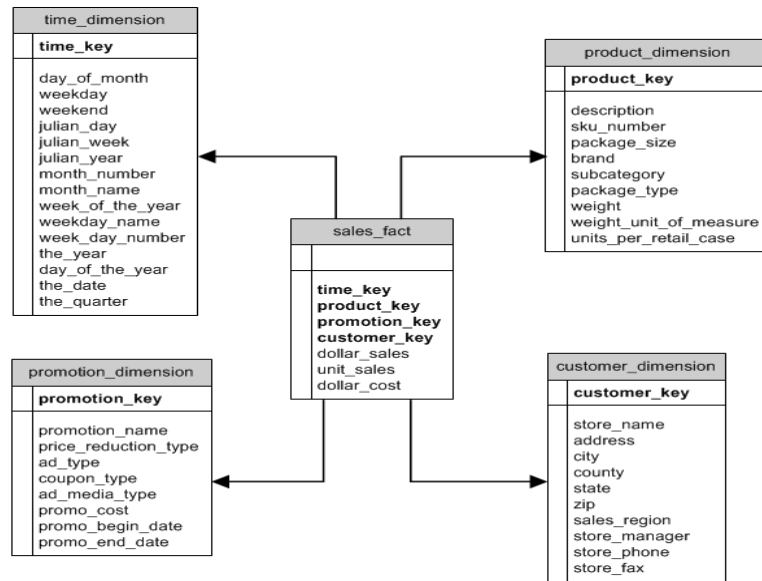 time_dimension
time_key
day_of_month
weekday
weekend
julian_day
julian_week
julian_year
month_number
month_name
week_of_the_year
weekday_name
week_day_number
the_year
day_of_the_year
the_date
the_quarter
product_dimension
product_key
description
sku_number
package_size
brand
subcategory
package_type
weight
weight_unit_of_measure
units_per_retail_case
sales_fact
time_key
product_key
promotion_key
customer_key
dollar_sales
unit_sales
dollar_cost
promotion_dimension
promotion_key
promotion_name
price_reduction_type
ad_type
coupon_type
ad_media_type
promo_cost
promo_begin_date
promo_end_date
customer_dimension
customer_key
store_name
address
city
county
state
zip
sales_region
store_manager
store_phone
store_fax